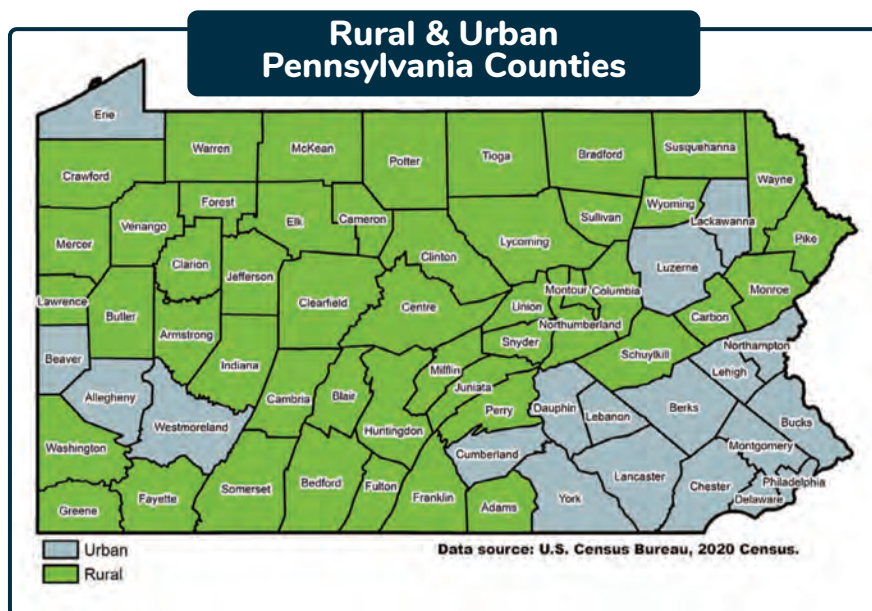 Rural & Urban
Pennsylvania Counties
Erie
Warren
McKean
Potter
Tioga
Bradford
Susquehanna
Crawford
Wayne
Forest
Wyoming
Lackawanna
Venango
Elk
Cameron
Sullivan
Mercer
Lycoming
Pike
Clinton
Clarion
Jefferson
Luzerne
Lawrence
Clearfield
Centre
Union
Montour
Columbia
Monroe
Butler
Carbon
Armstrong
Northumberland
Snyder
Northampton
Beaver
Indiana
Mifflin
Schuylkill
Lehigh
Allegheny
Cambria
Blair
Juniata
Perry
Dauphin
Lebanon
Berks
Bucks
Westmoreland
Huntingdon
Washington
Cumberland
Montgomery
Lancaster
Philadelphia
Somerset
Bedford
Fulton
Franklin
Adams
York
Chester
Delaware
Greene
Fayette
Urban
Rural
Data source: U.S. Census Bureau, 2020 Census.